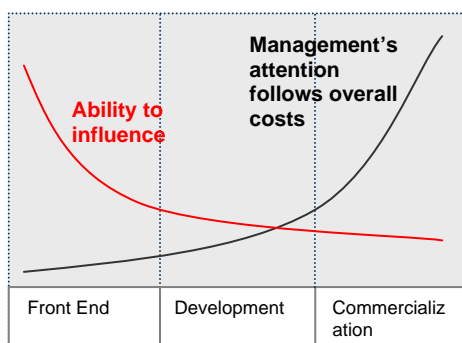 Management's
attention
follows overall
costs
Ability to
influence
Front End
Development
Commercializ
ation